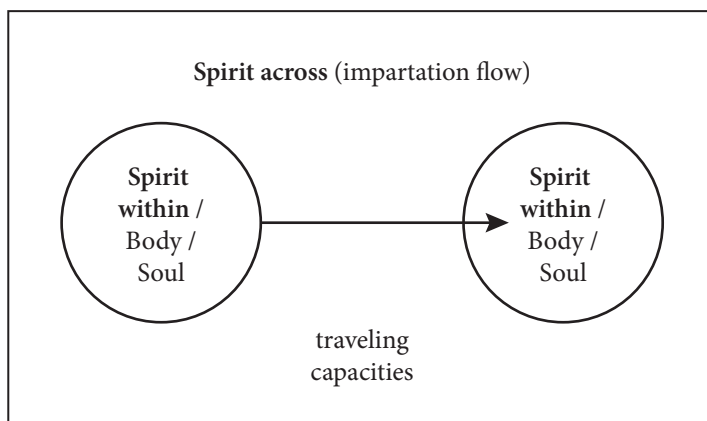 Spirit across (impartation flow)
Spirit
within /
Body /
Soul
Spirit
within /
Body /
Soul
traveling
capacities